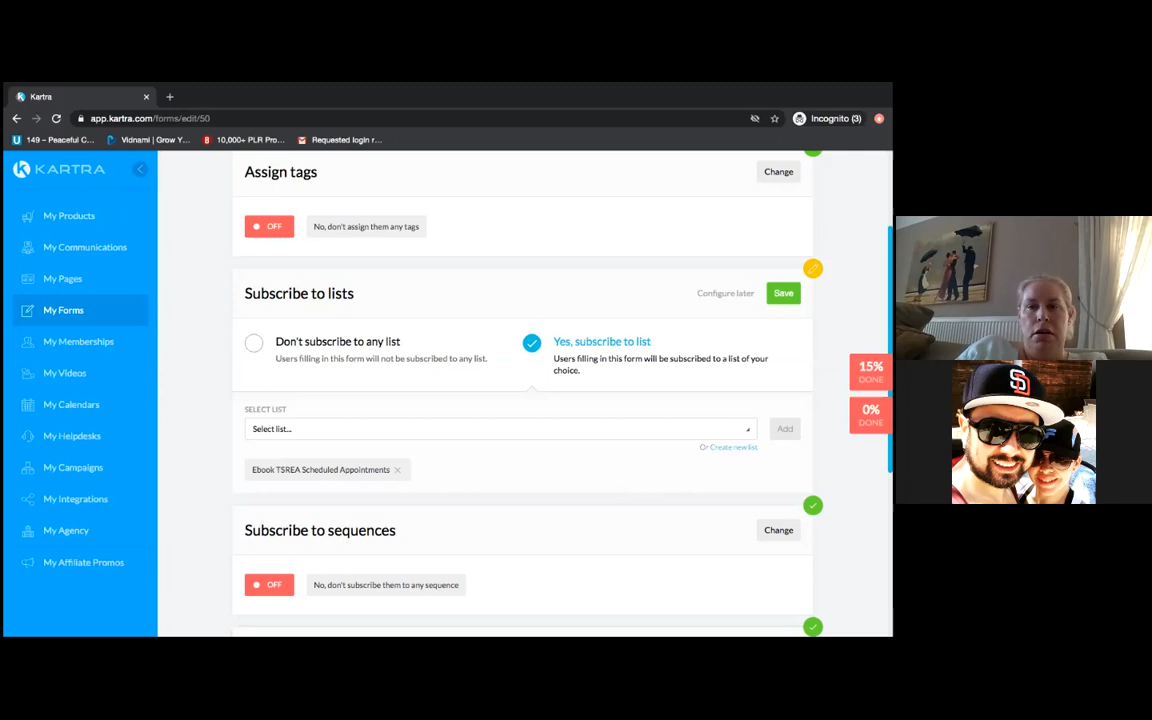 Kartra
app.kartra.com/forms/edit/50
Incognito (3)
149 – Peaceful C...
Vidnami | Grow Y...
10,000+ PLR Pro...
Requested login r...
KARTRA
My Products
My Communications
My Pages
My Forms
My Memberships
My Videos
My Calendars
My Helpdesks
My Campaigns
My Integrations
My Agency
My Affiliate Promos
Assign tags
Change
OFF
No, don't assign them any tags
Subscribe to lists
Configure later
Save
Don't subscribe to any list
Users filling in this form will not be subscribed to any list.
Yes, subscribe to list
Users filling in this form will be subscribed to a list of your
choice.
SELECT LIST
Select list...
Add
Or Create new list
Ebook TSREA Scheduled Appointments
Subscribe to sequences
Change
OFF
No, don't subscribe them to any sequence
15%
DONE
0%
DONE
SD